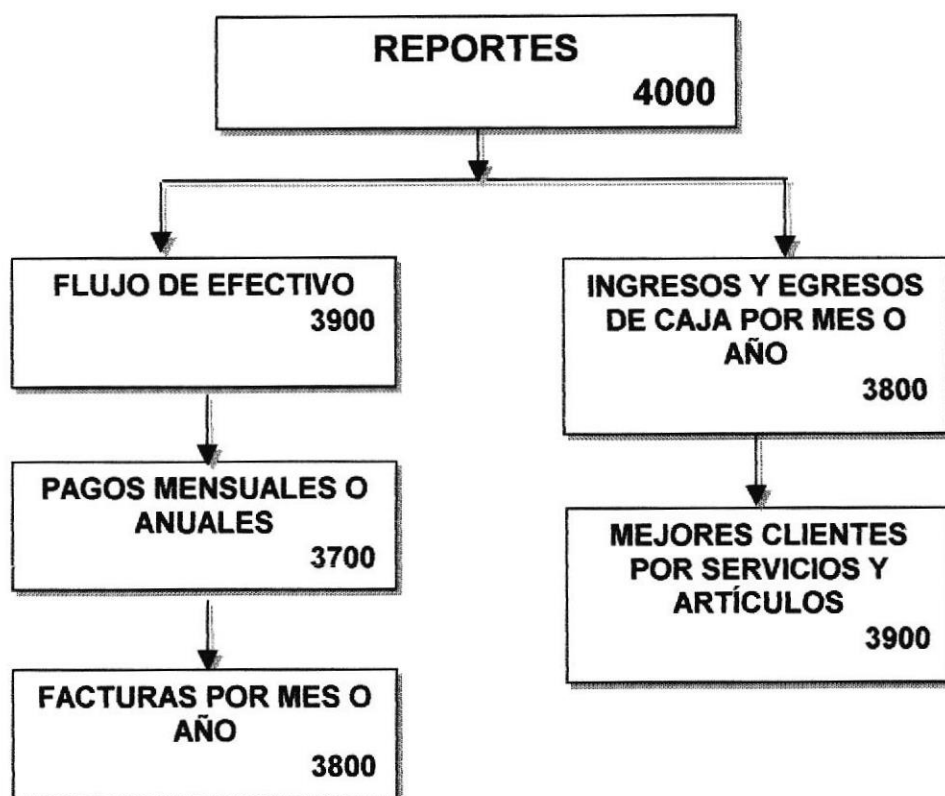 REPORTES
4000
FLUJO DE EFECTIVO
3900
PAGOS MENSUALES O
ANUALES
3700
FACTURAS POR MES O
AÑO
3800
INGRESOS Y EGRESOS
DE CAJA POR MES O
AÑO
3800
MEJORES CLIENTES
POR SERVICIOS Y
ARTÍCULOS
3900